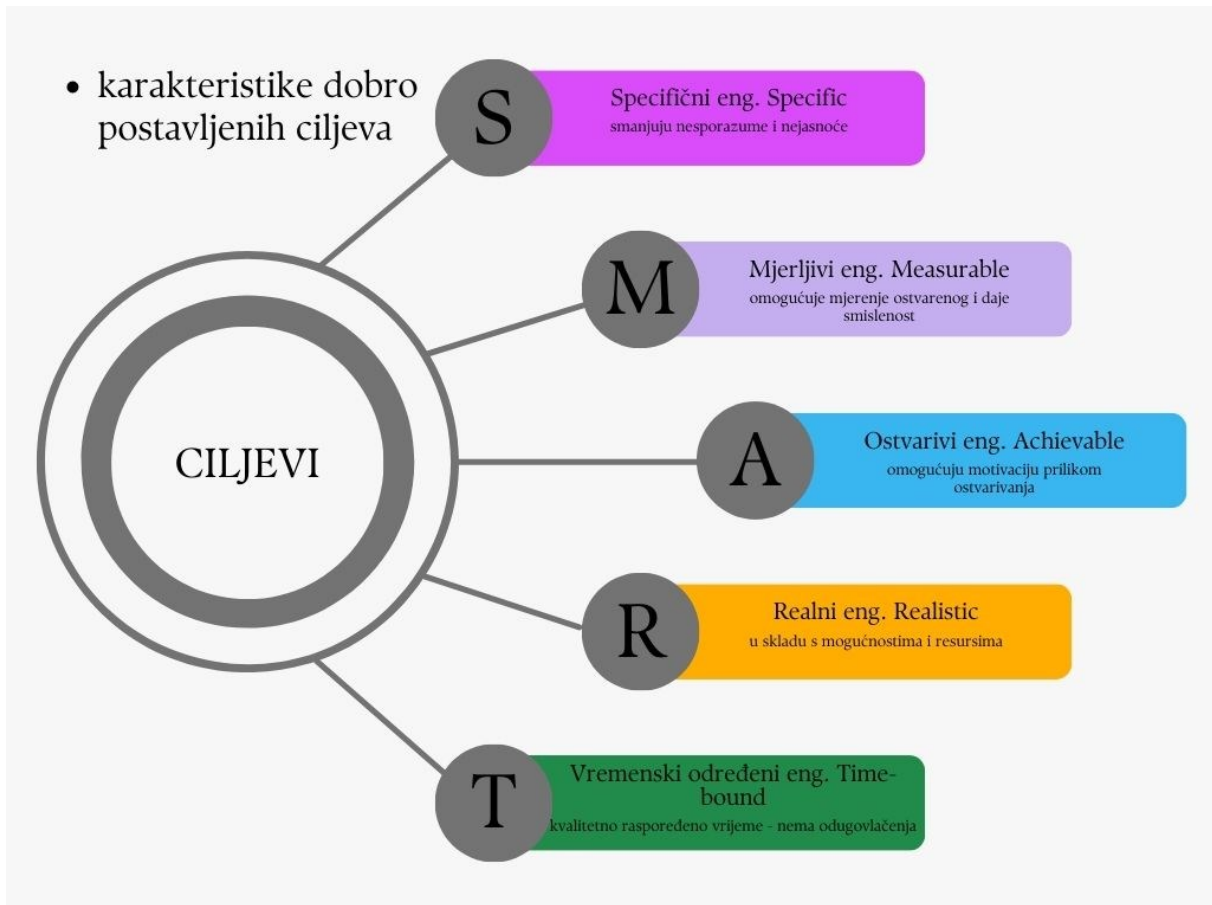 • karakteristike dobro
postavljenih ciljeva
S
Specifični eng. Specific
smanjuju nesporazume i nejasnoće
M
Mjerljivi eng. Measurable
omogućuje mjerenje ostvarenog i daje
smislenost
CILJEVI
A
Ostvarivi eng. Achievable
omogućuju motivaciju prilikom
ostvarivanja
R
Realni eng. Realistic
u skladu s mogućnostima i resursima
T
Vremenski određeni eng. Time-
bound
kvalitetno raspoređeno vrijeme - nema odugovlačenja